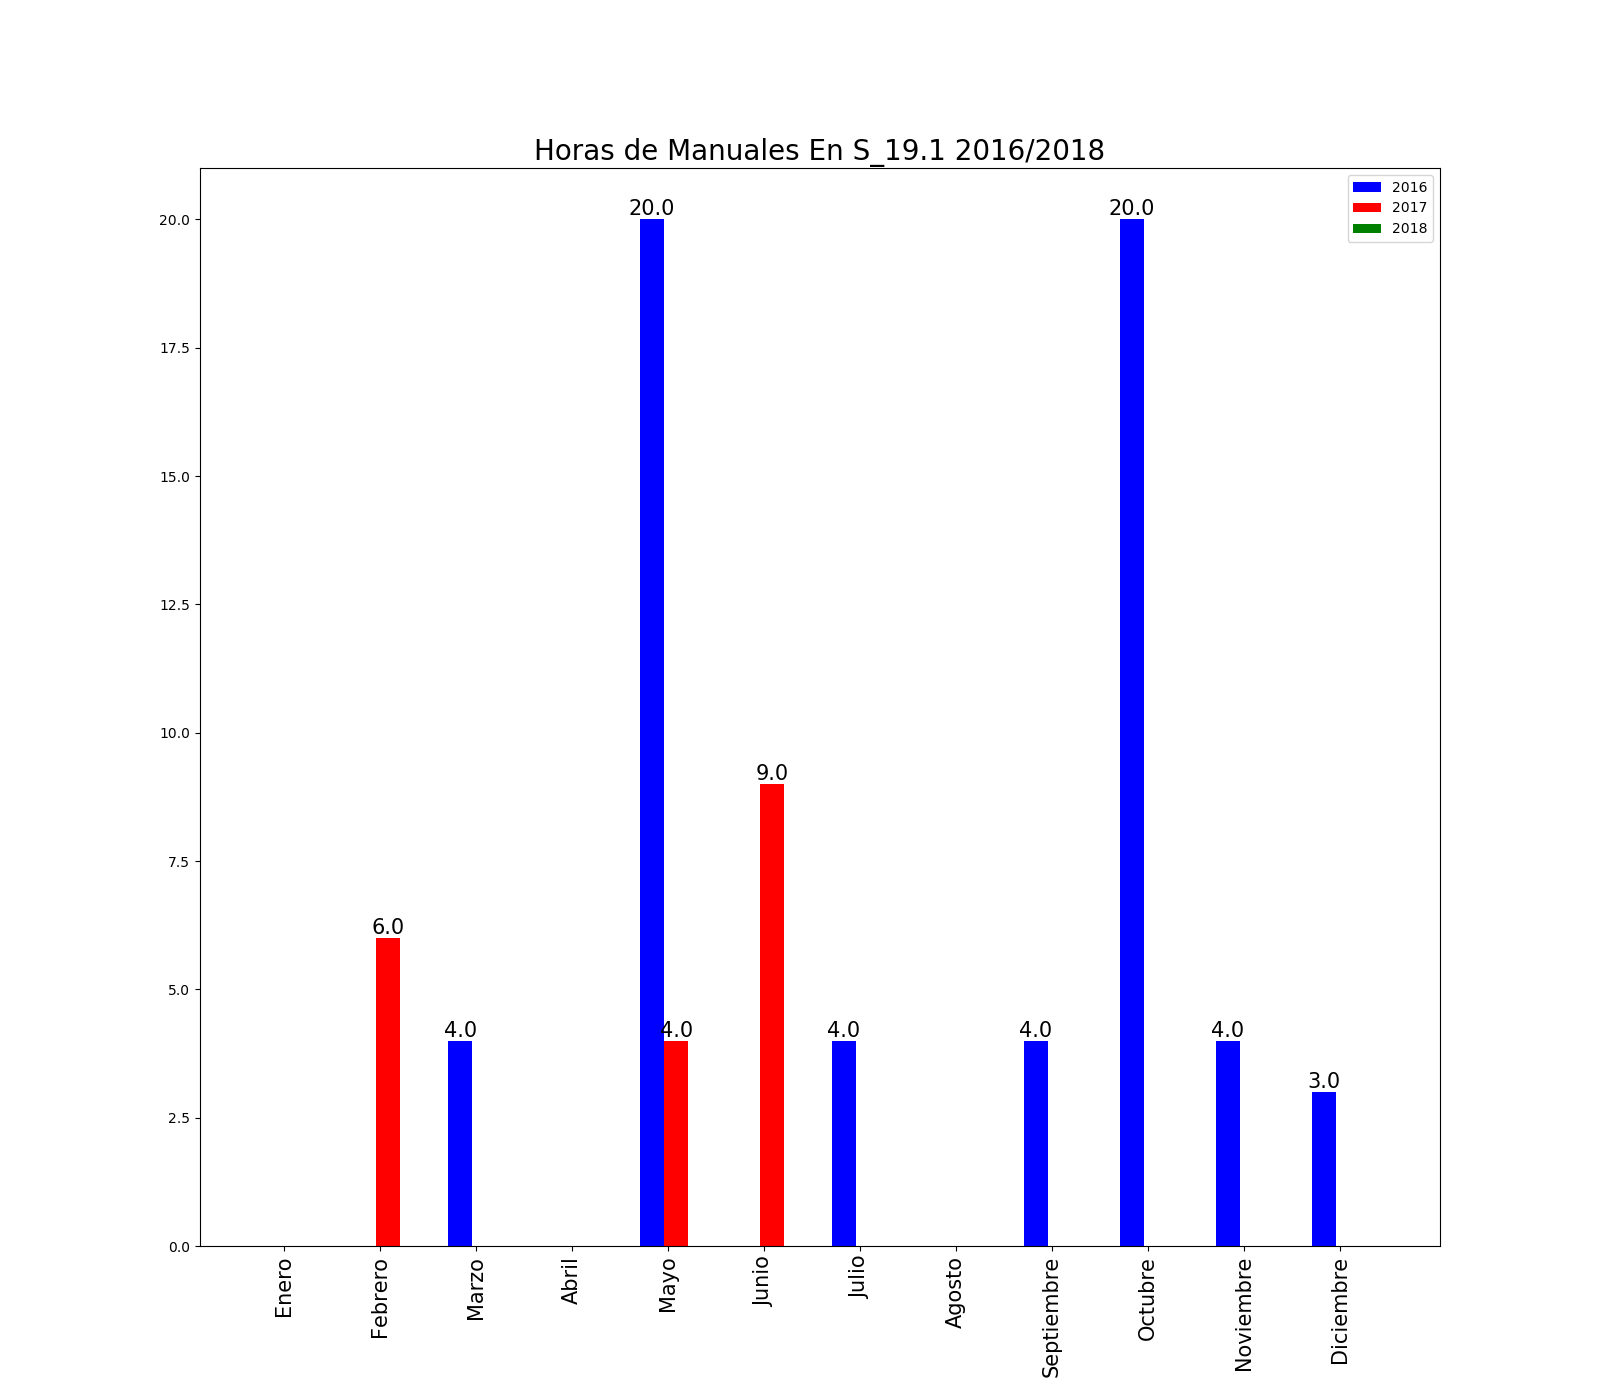 Horas de Manuales En S_19.1 2016/2018
2016
2017
2018
20.0
17.5
15.0
12.5
10.0
7.5
5.0
2.5
0.0
6.0
4.0
20.0
4.0
9.0
4.0
4.0
20.0
4.0
3.0
Enero
Febrero
Marzo
Abril
Mayo
Junio
Julio
Agosto
Septiembre
Octubre
Noviembre
Diciembre